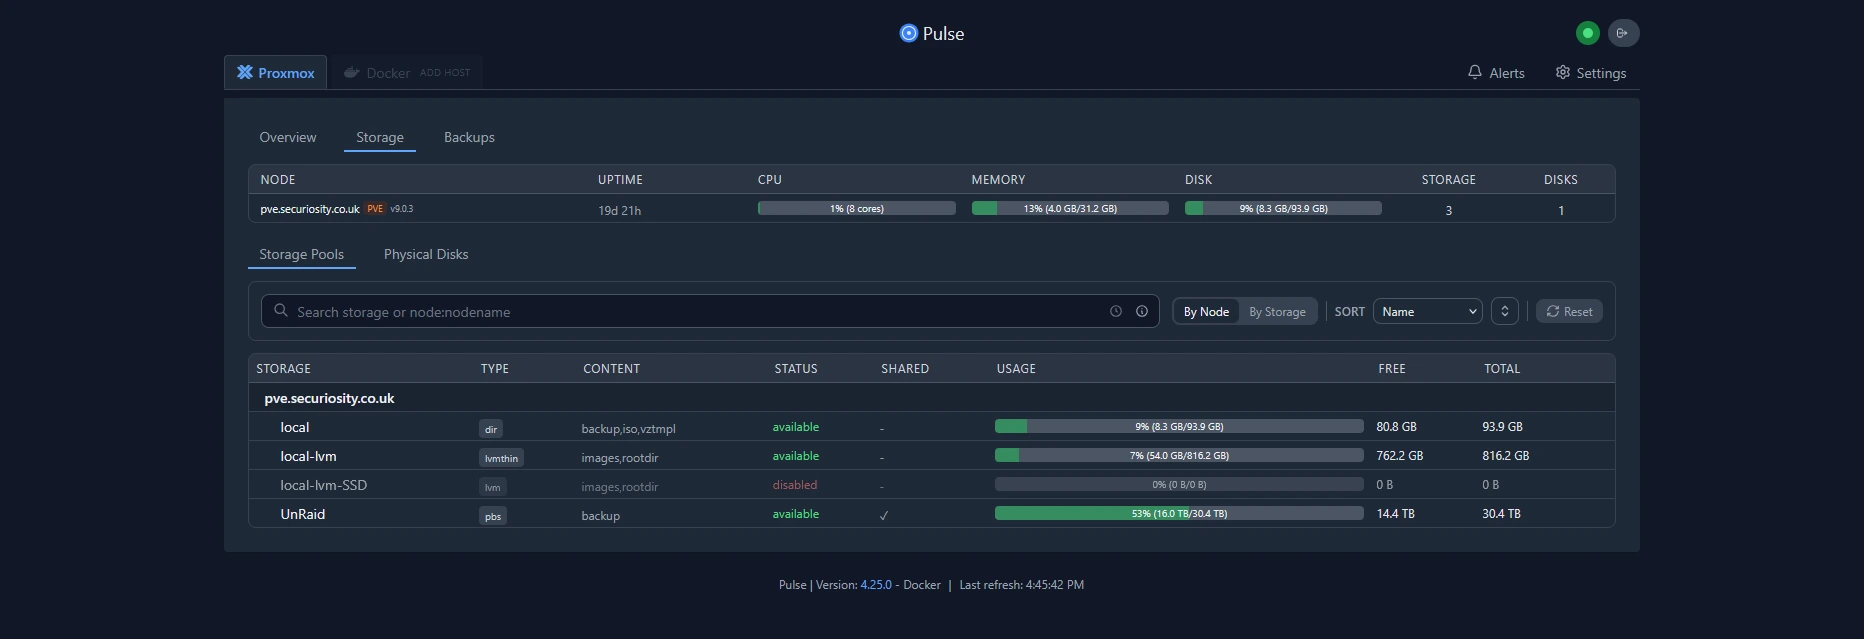 Pulse
Proxmox Docker ADD HOST Alerts Settings
Overview Storage Backups
NODE UPTIME CPU MEMORY DISK STORAGE DISKS
pve.securiosity.co.uk PVE v9.0.3 19d 21h 1% (8 cores) 13% (4.0 GB/31.2 GB) 9% (8.3 GB/93.9 GB) 3 1
Storage Pools Physical Disks
Search storage or node:nodename By Node By Storage SORT Name Reset
STORAGE TYPE CONTENT STATUS SHARED USAGE FREE TOTAL
pve.securiosity.co.uk
local dir backup,iso,vztmpl available - 9% (8.3 GB/93.9 GB) 80.8 GB 93.9 GB
local-lvm lvmthin images,rootdir available - 7% (54.0 GB/816.2 GB) 762.2 GB 816.2 GB
local-lvm-SSD lvm images,rootdir disabled - 0% (0 B/0 B) 0 B 0 B
UnRaid pbs backup available ✓ 53% (16.0 TB/30.4 TB) 14.4 TB 30.4 TB
Pulse | Version: 4.25.0 - Docker | Last refresh: 4:45:42 PM